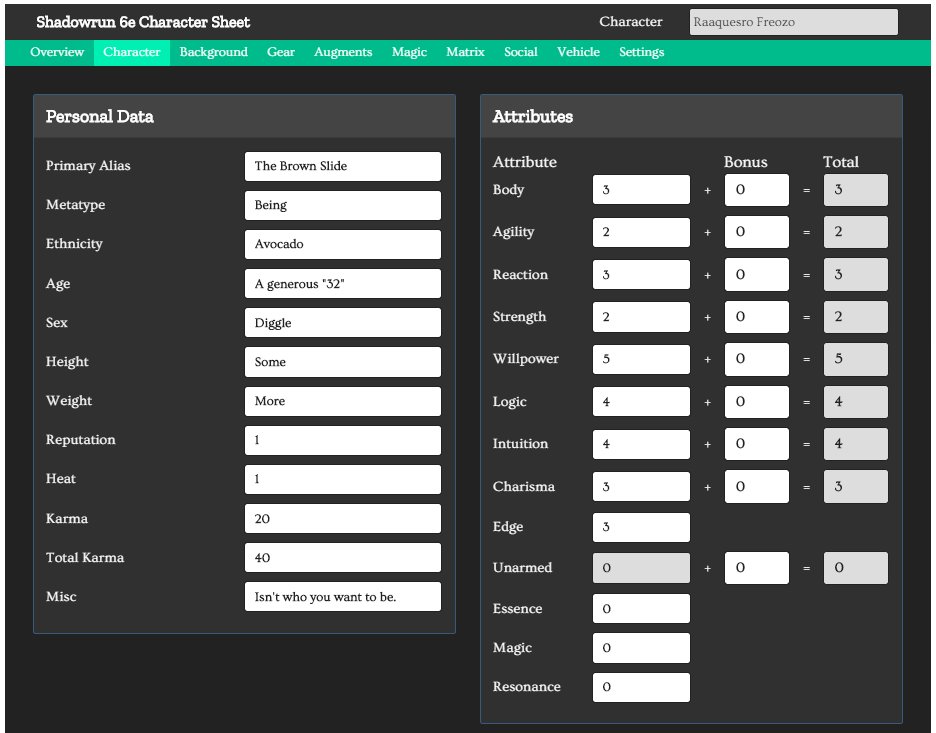 Shadowrun 6e Character Sheet Character Raaquesro Freozo
Overview Character Background Gear Augments Magic Matrix Social Vehicle Settings
Personal Data
Primary Alias The Brown Slide
Metatype Being
Ethnicity Avocado
Age A generous "32"
Sex Diggle
Height Some
Weight More
Reputation 1
Heat 1
Karma 20
Total Karma 40
Misc Isn't who you want to be.
Attributes
Attribute Bonus Total
Body 3 + 0 = 3
Agility 2 + 0 = 2
Reaction 3 + 0 = 3
Strength 2 + 0 = 2
Willpower 5 + 0 = 5
Logic 4 + 0 = 4
Intuition 4 + 0 = 4
Charisma 3 + 0 = 3
Edge 3
Unarmed 0 + 0 = 0
Essence 0
Magic 0
Resonance 0